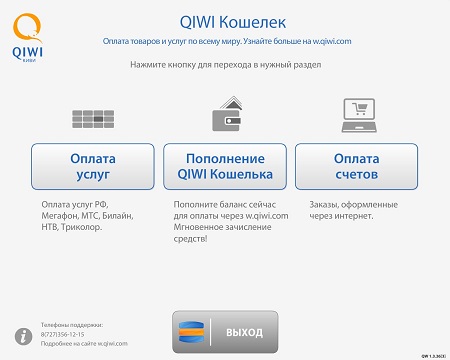 QIWI Кошелек
QIWI
КИВИ
Оплата товаров и услуг по всему миру. Узнайте больше на w.qiwi.com
Нажмите кнопку для перехода в нужный раздел
Оплата
услуг
Оплата услуг РФ,
Мегафон, МТС, Билайн,
НТВ, Триколор.
Пополнение
QIWI Кошелька
Пополните баланс сейчас
для оплаты через w.qiwi.com
Мгновенное зачисление
средств!
Оплата
счетов
Заказы, оформленные
через интернет.
Телефоны поддержки:
8(727)356-12-15
Подробнее на сайте w.qiwi.com
ВЫХОД
QW 1.3.36(3)